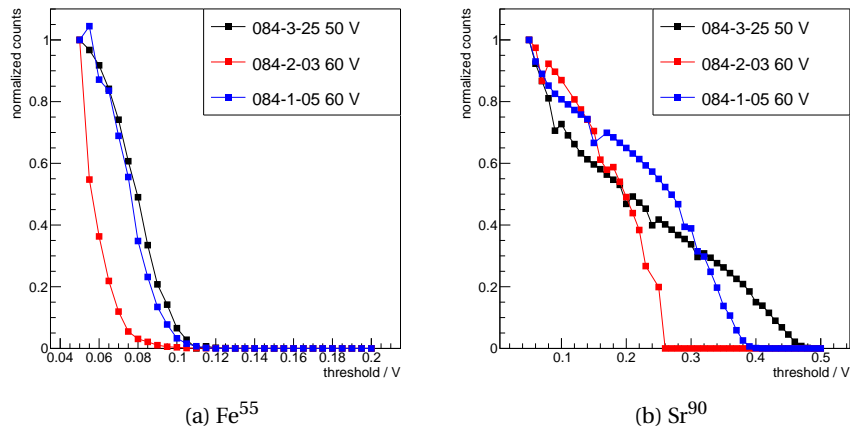 normalized counts
1
0.8
0.6
0.4
0.2
0
084-3-25 50 V
084-2-03 60 V
084-1-05 60 V
0.04 0.06 0.08 0.1 0.12 0.14 0.16 0.18 0.2
threshold / V
(a) Fe55
normalized counts
1
0.8
0.6
0.4
0.2
0
084-3-25 50 V
084-2-03 60 V
084-1-05 60 V
0.1 0.2 0.3 0.4 0.5
threshold / V
(b) Sr90